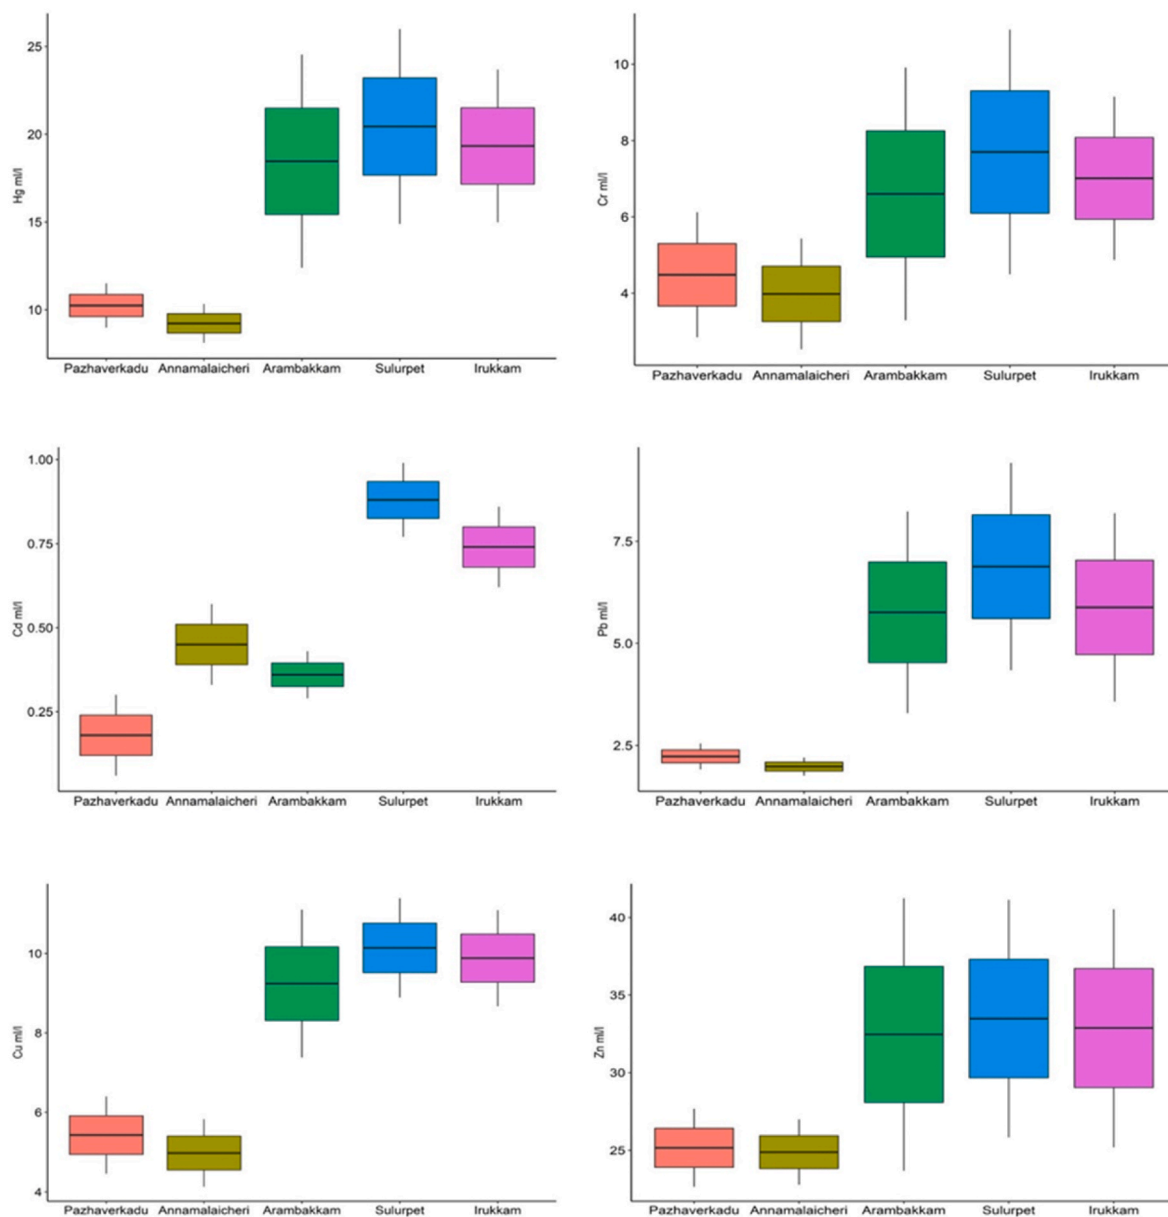 Hg ml/l
25
20
15
10
Pazhaverkadu Annamalaicheri Arambakkam Sulurpet Irukkam
Cr ml/l
10
8
6
4
Pazhaverkadu Annamalaicheri Arambakkam Sulurpet Irukkam
Cd ml/l
1.00
0.75
0.50
0.25
Pazhaverkadu Annamalaicheri Arambakkam Sulurpet Irukkam
Pb ml/l
7.5
5.0
2.5
Pazhaverkadu Annamalaicheri Arambakkam Sulurpet Irukkam
Cu ml/l
10
8
6
4
Pazhaverkadu Annamalaicheri Arambakkam Sulurpet Irukkam
Zn ml/l
40
35
30
25
Pazhaverkadu Annamalaicheri Arambakkam Sulurpet Irukkam